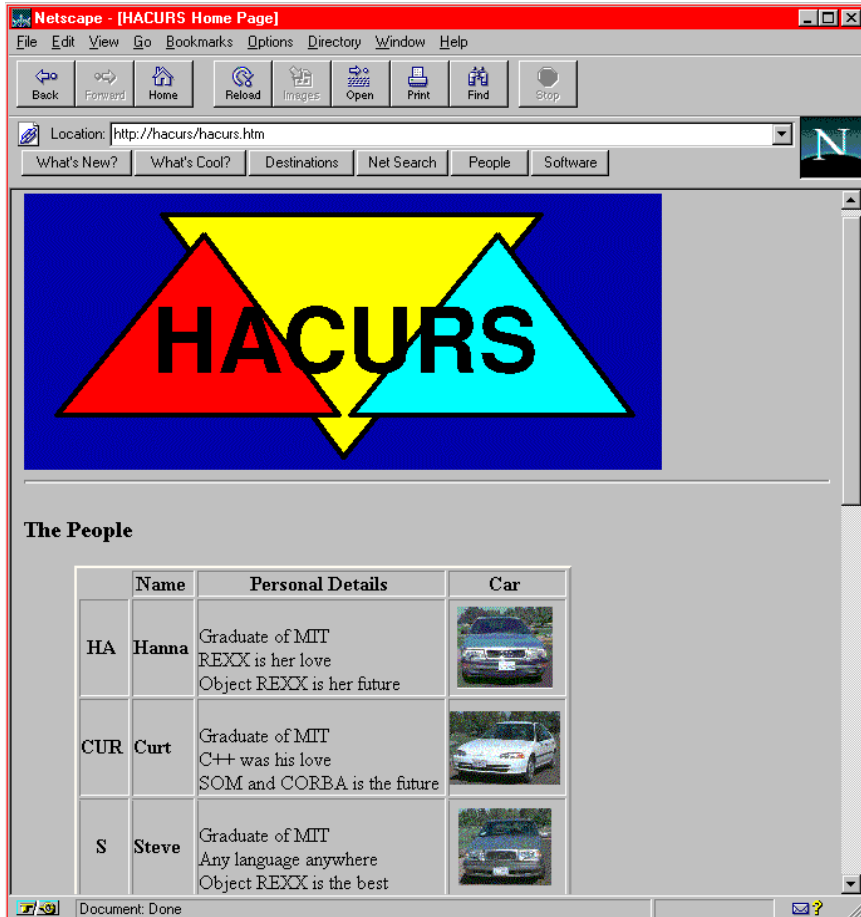 Netscape - [HACURS Home Page]
File Edit View Go Bookmarks Options Directory Window Help
Back Forward Home Reload Images Open Print Find Stop
Location: http://hacurs/hacurs.htm
N
What's New? What's Cool? Destinations Net Search People Software
HACURS
The People
Name Personal Details Car
HA Hanna Graduate of MIT
REXX is her love
Object REXX is her future
CUR Curt Graduate of MIT
C++ was his love
SOM and CORBA is the future
S Steve Graduate of MIT
Any language anywhere
Object REXX is the best
Document: Done